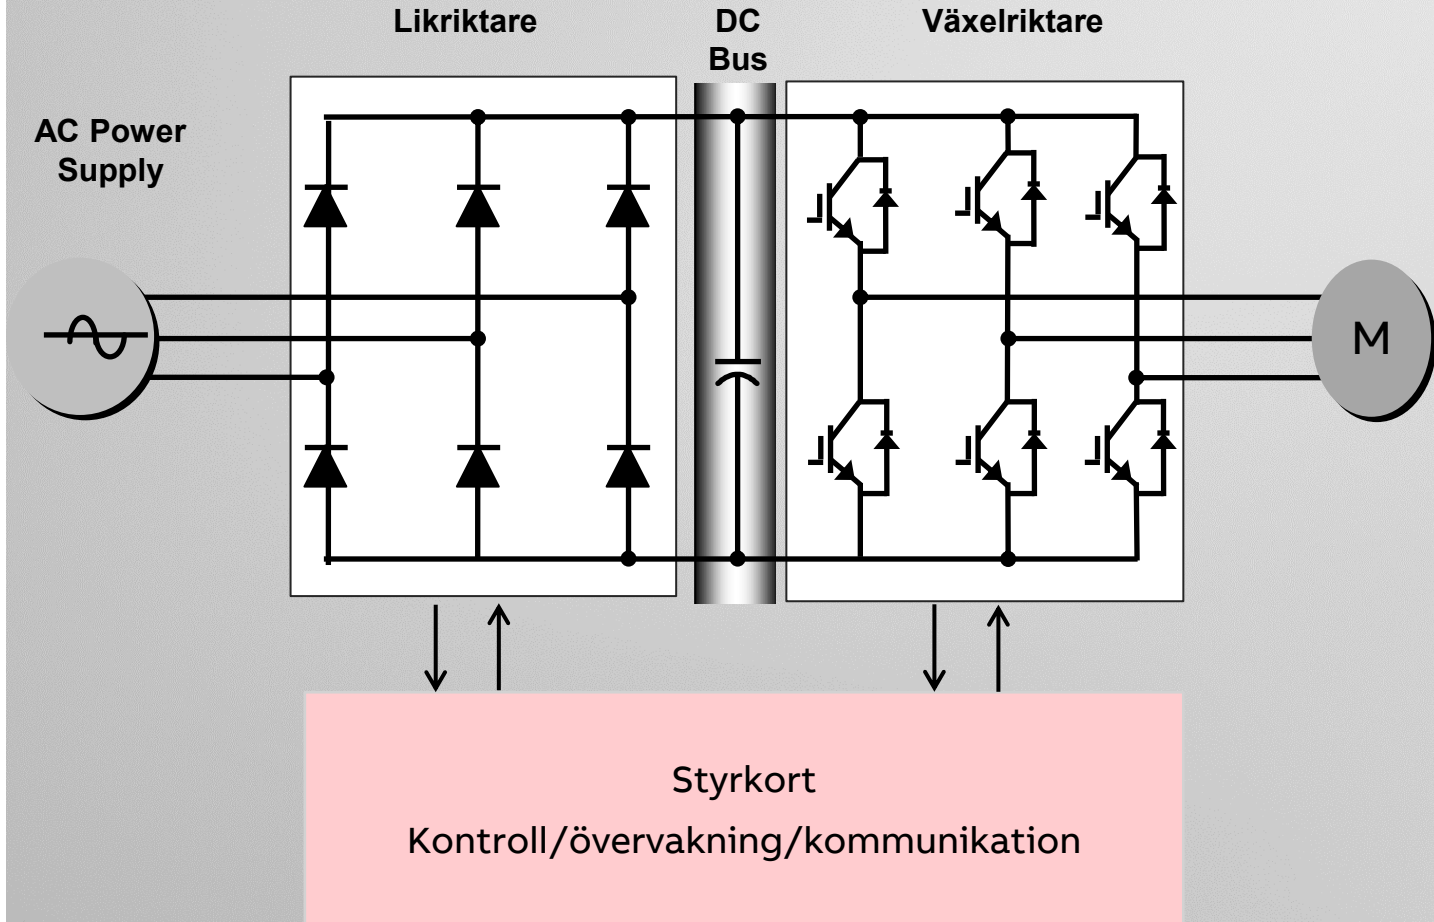 Likriktare
DC
Bus
Växelriktare
AC Power
Supply
M
Styrkort
Kontroll/övervakning/kommunikation